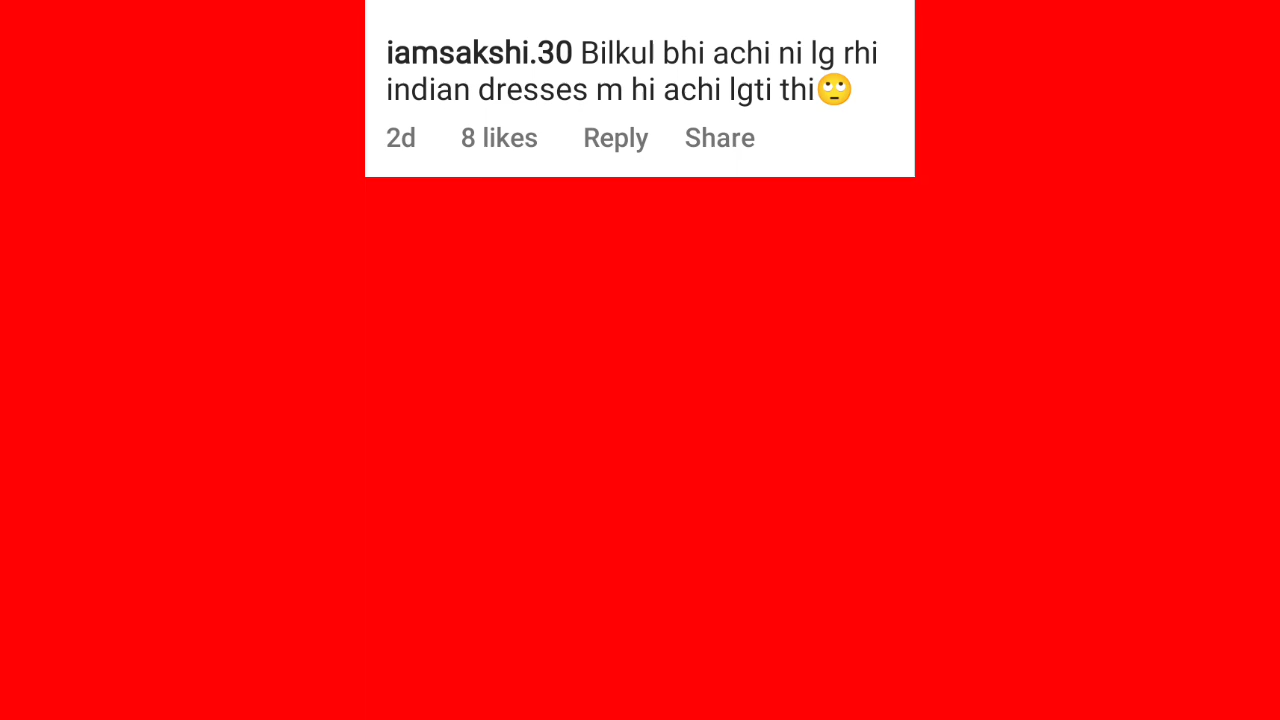 iamsakshi.30 Bilkul bhi achi ni lg rhi
indian dresses m hi achi lgti thi🙄
2d 8 likes Reply Share